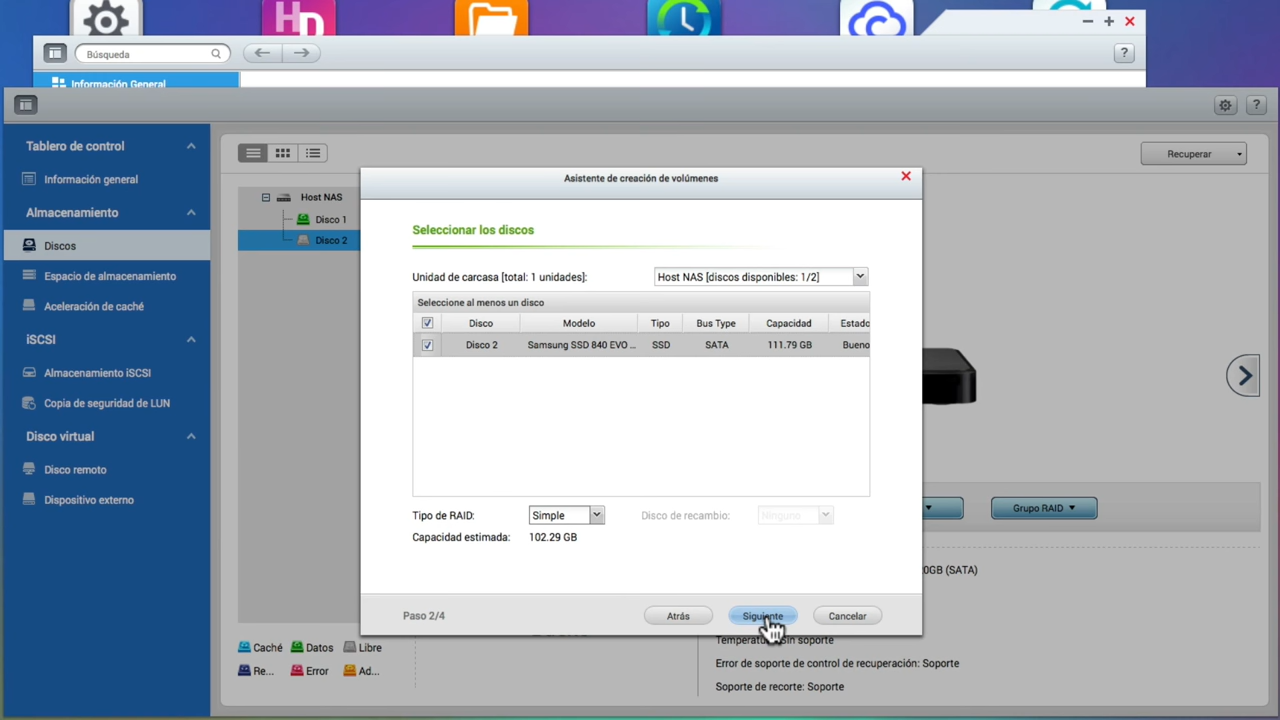 HD
Búsqueda
?
Información General
?
Tablero de control
Información general
Almacenamiento
Discos
Espacio de almacenamiento
Aceleración de caché
iSCSI
Almacenamiento iSCSI
Copia de seguridad de LUN
Disco virtual
Disco remoto
Dispositivo externo
Recuperar
Host NAS
Disco 1
Disco 2
Asistente de creación de volúmenes
Seleccionar los discos
Unidad de carcasa [total: 1 unidades]:
Host NAS [discos disponibles: 1/2]
Seleccione al menos un disco
Disco Modelo Tipo Bus Type Capacidad Estado
Disco 2 Samsung SSD 840 EVO ... SSD SATA 111.79 GB Bueno
Tipo de RAID: Simple Disco de recambio: Ninguno
Capacidad estimada: 102.29 GB
Paso 2/4
Atrás
Siguiente
Cancelar
Grupo RAID
0GB (SATA)
Sin soporte
Error de soporte de control de recuperación: Soporte
Soporte de recorte: Soporte
Caché Datos Libre
Re... Error Ad...